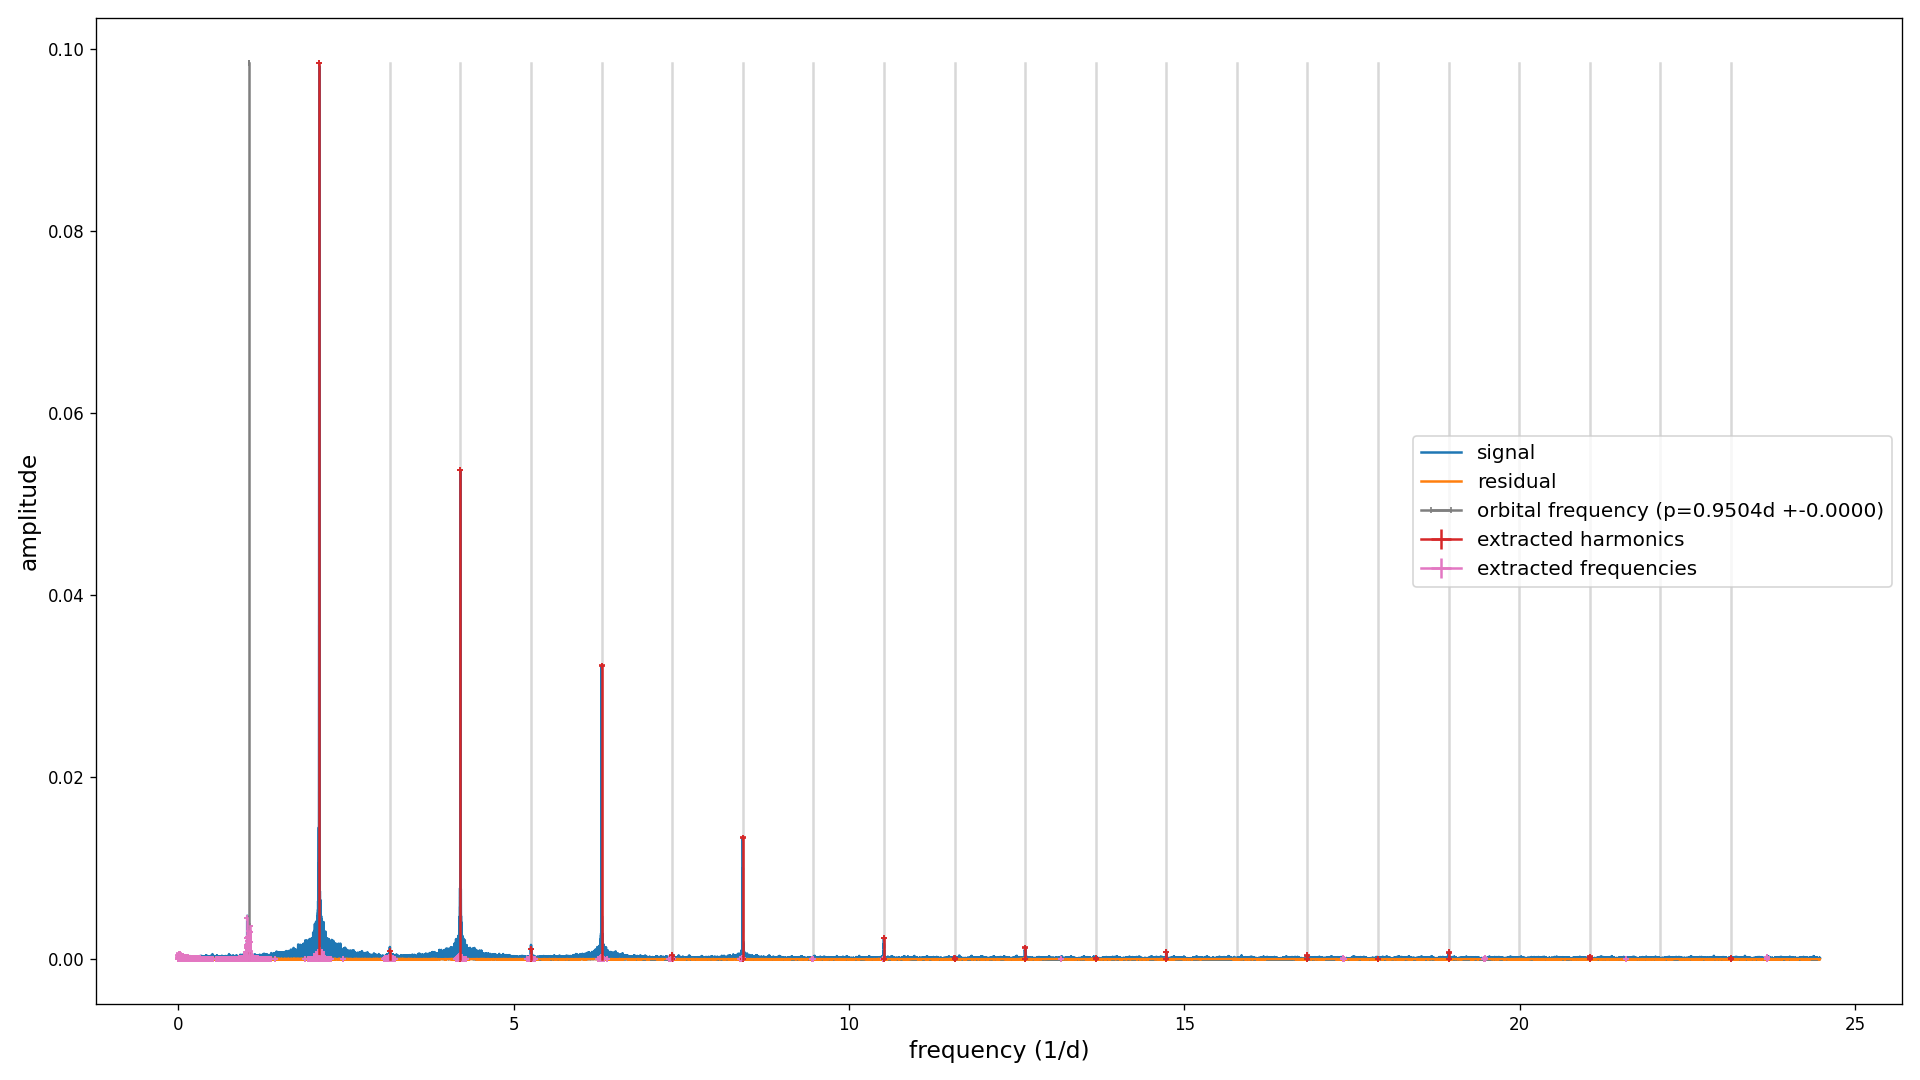 0.10
0.08
0.06
0.04
0.02
0.00
amplitude
signal
residual
orbital frequency (p=0.9504d +-0.0000)
extracted harmonics
extracted frequencies
0 5 10 15 20 25
frequency (1/d)